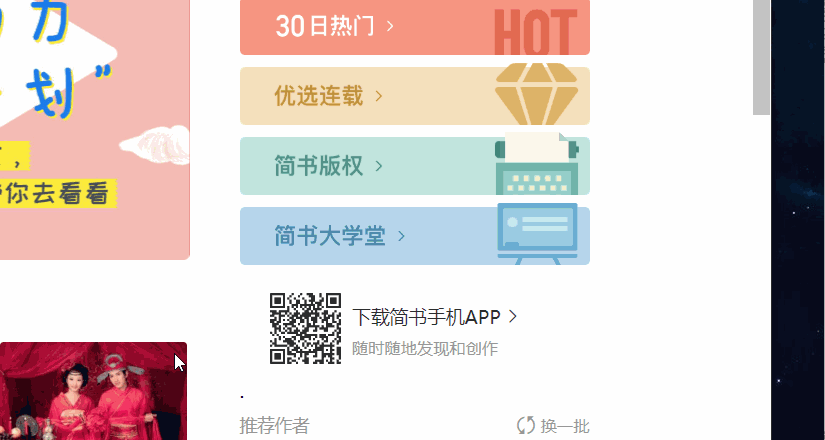 划”
，
你去看看
30日热门 >
HOT
优选连载 >
简书版权 >
简书大学堂 >
下载简书手机APP >
随时随地发现和创作
推荐作者
换一批